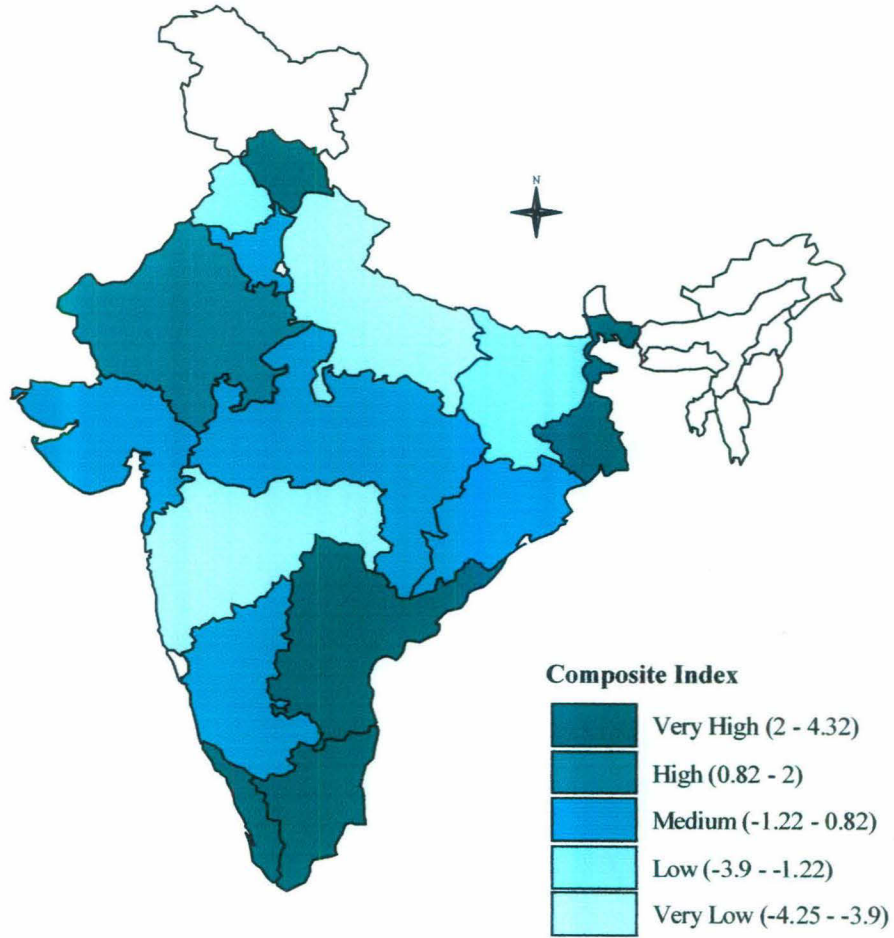 N
Composite Index
Very High (2 - 4.32)
High (0.82 - 2)
Medium (-1.22 - 0.82)
Low (-3.9 - -1.22)
Very Low (-4.25 - -3.9)